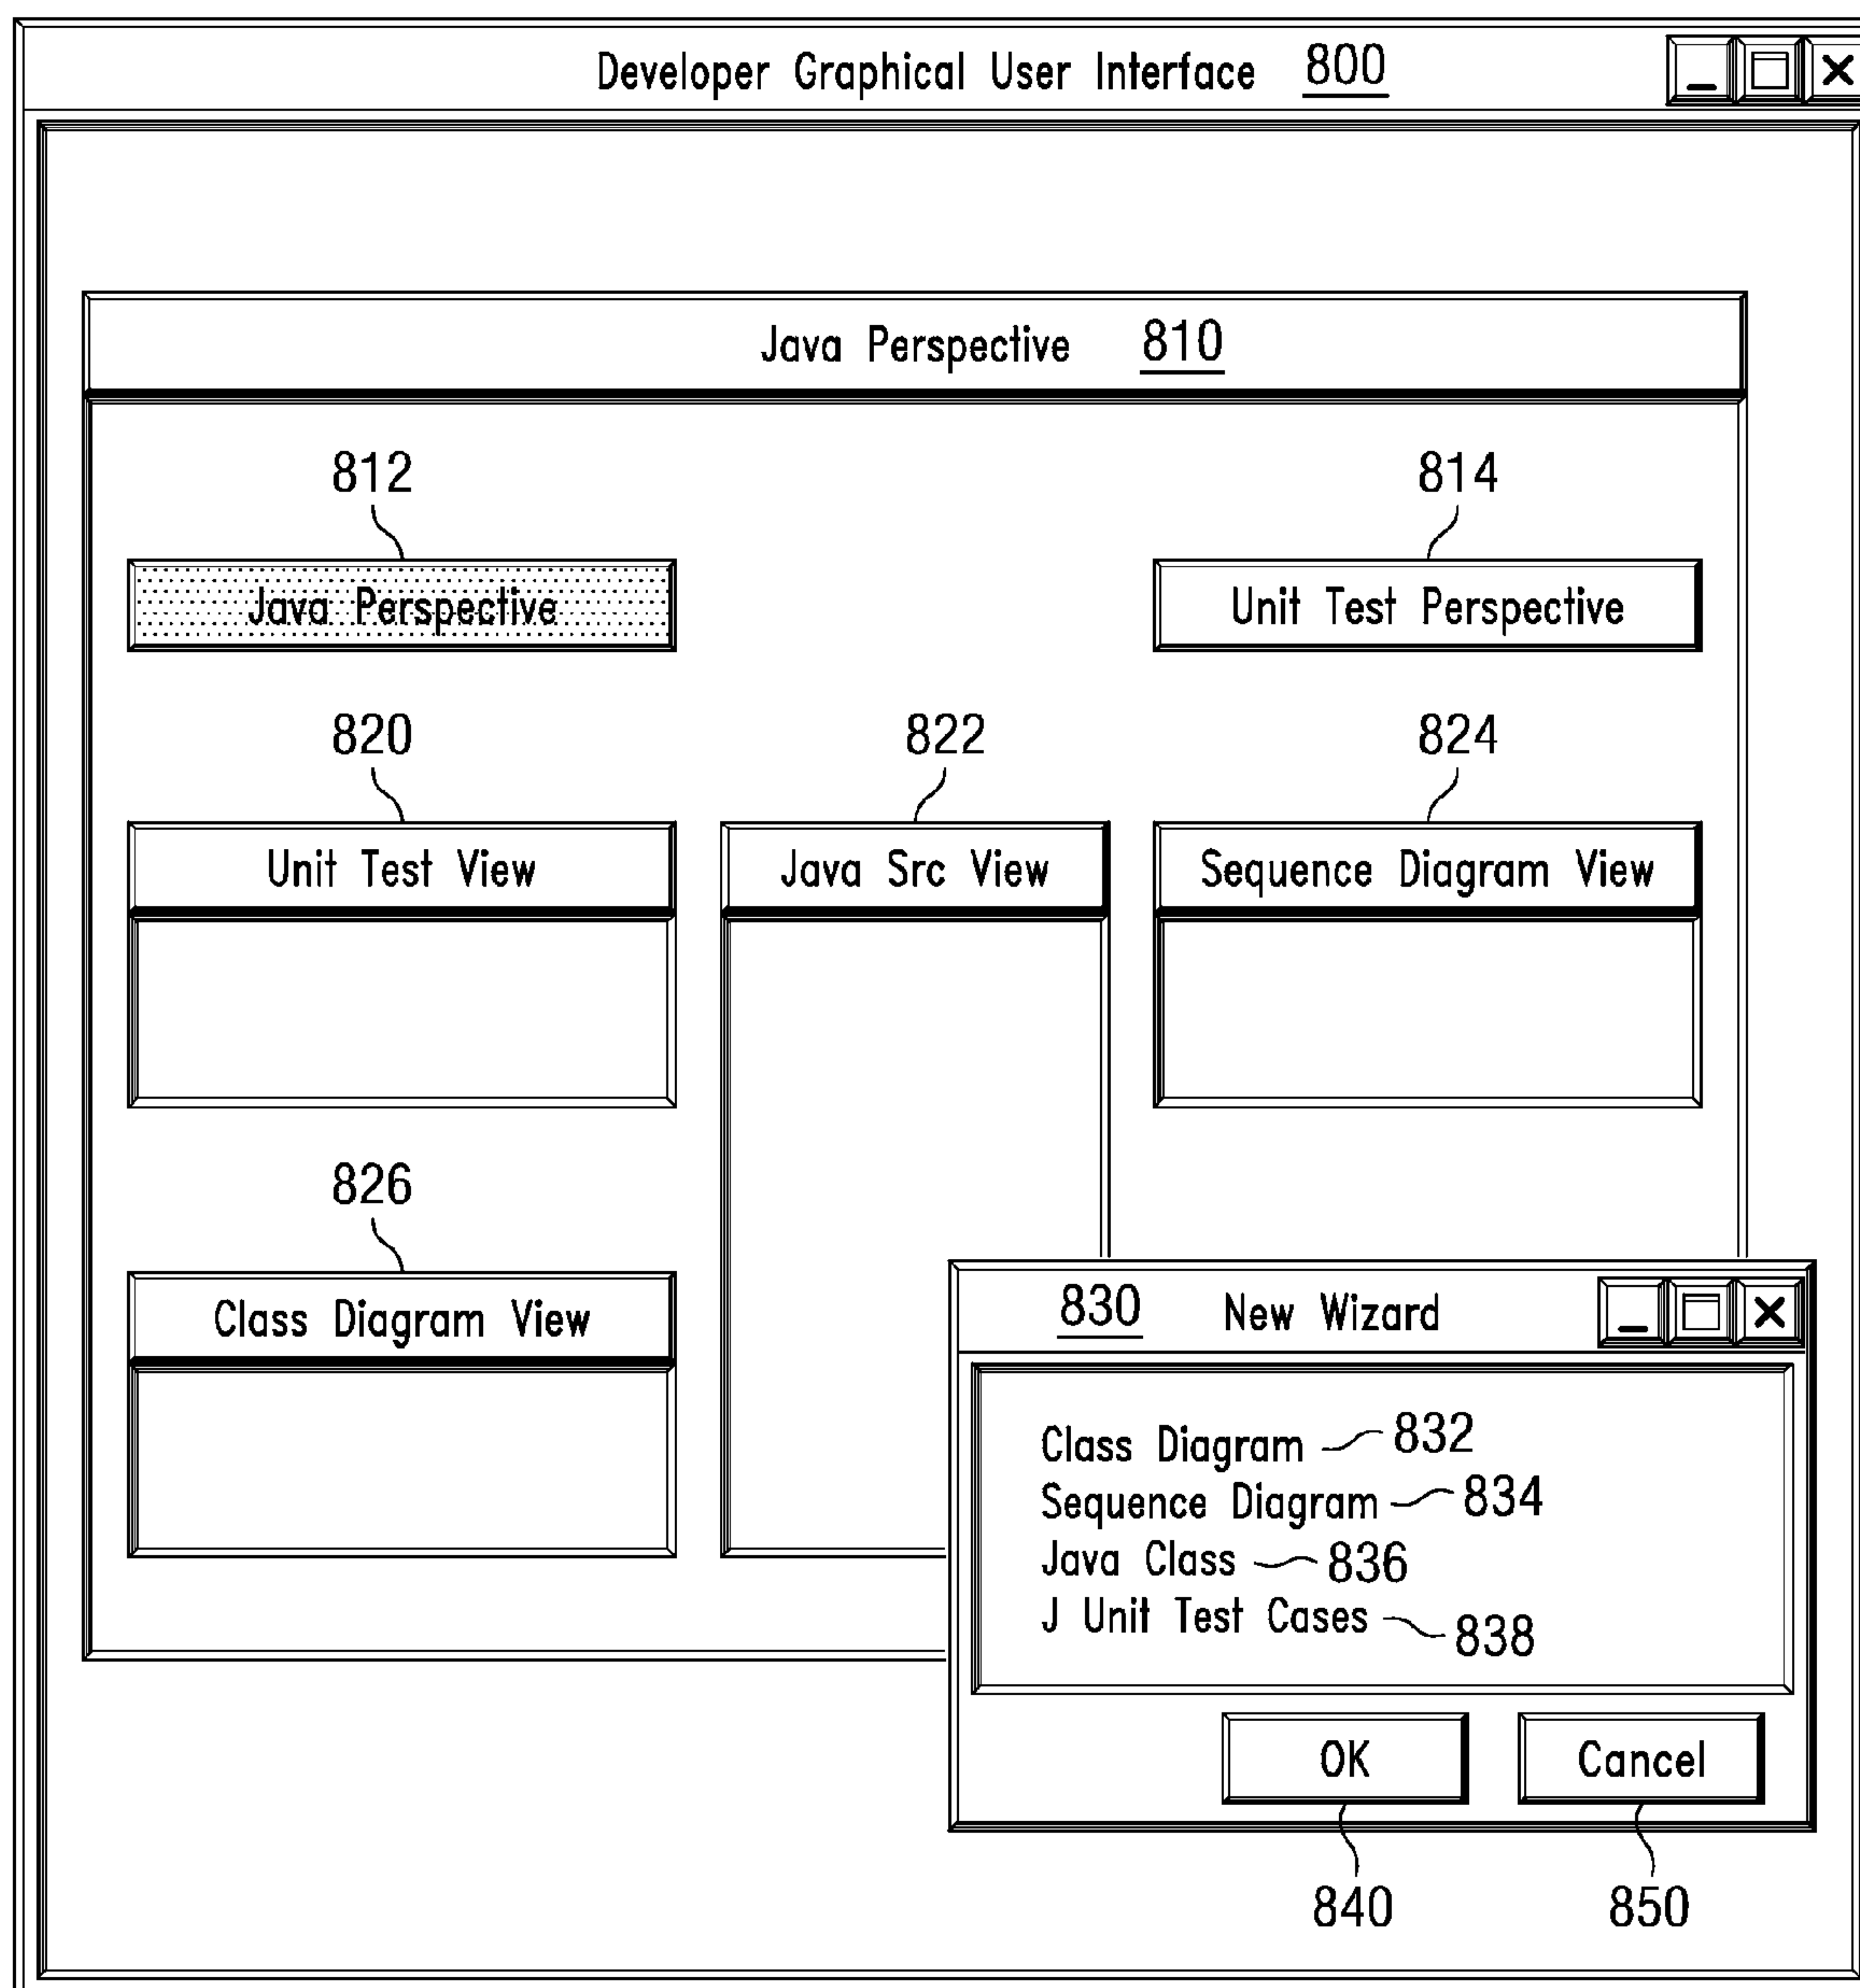 Developer Graphical User Interface 800
Java Perspective 810
812 814
Java Perspective Unit Test Perspective
820 822 824
Unit Test View Java Src View Sequence Diagram View
826
Class Diagram View
830 New Wizard
Class Diagram 832
Sequence Diagram 834
Java Class 836
J Unit Test Cases 838
OK Cancel
840 850